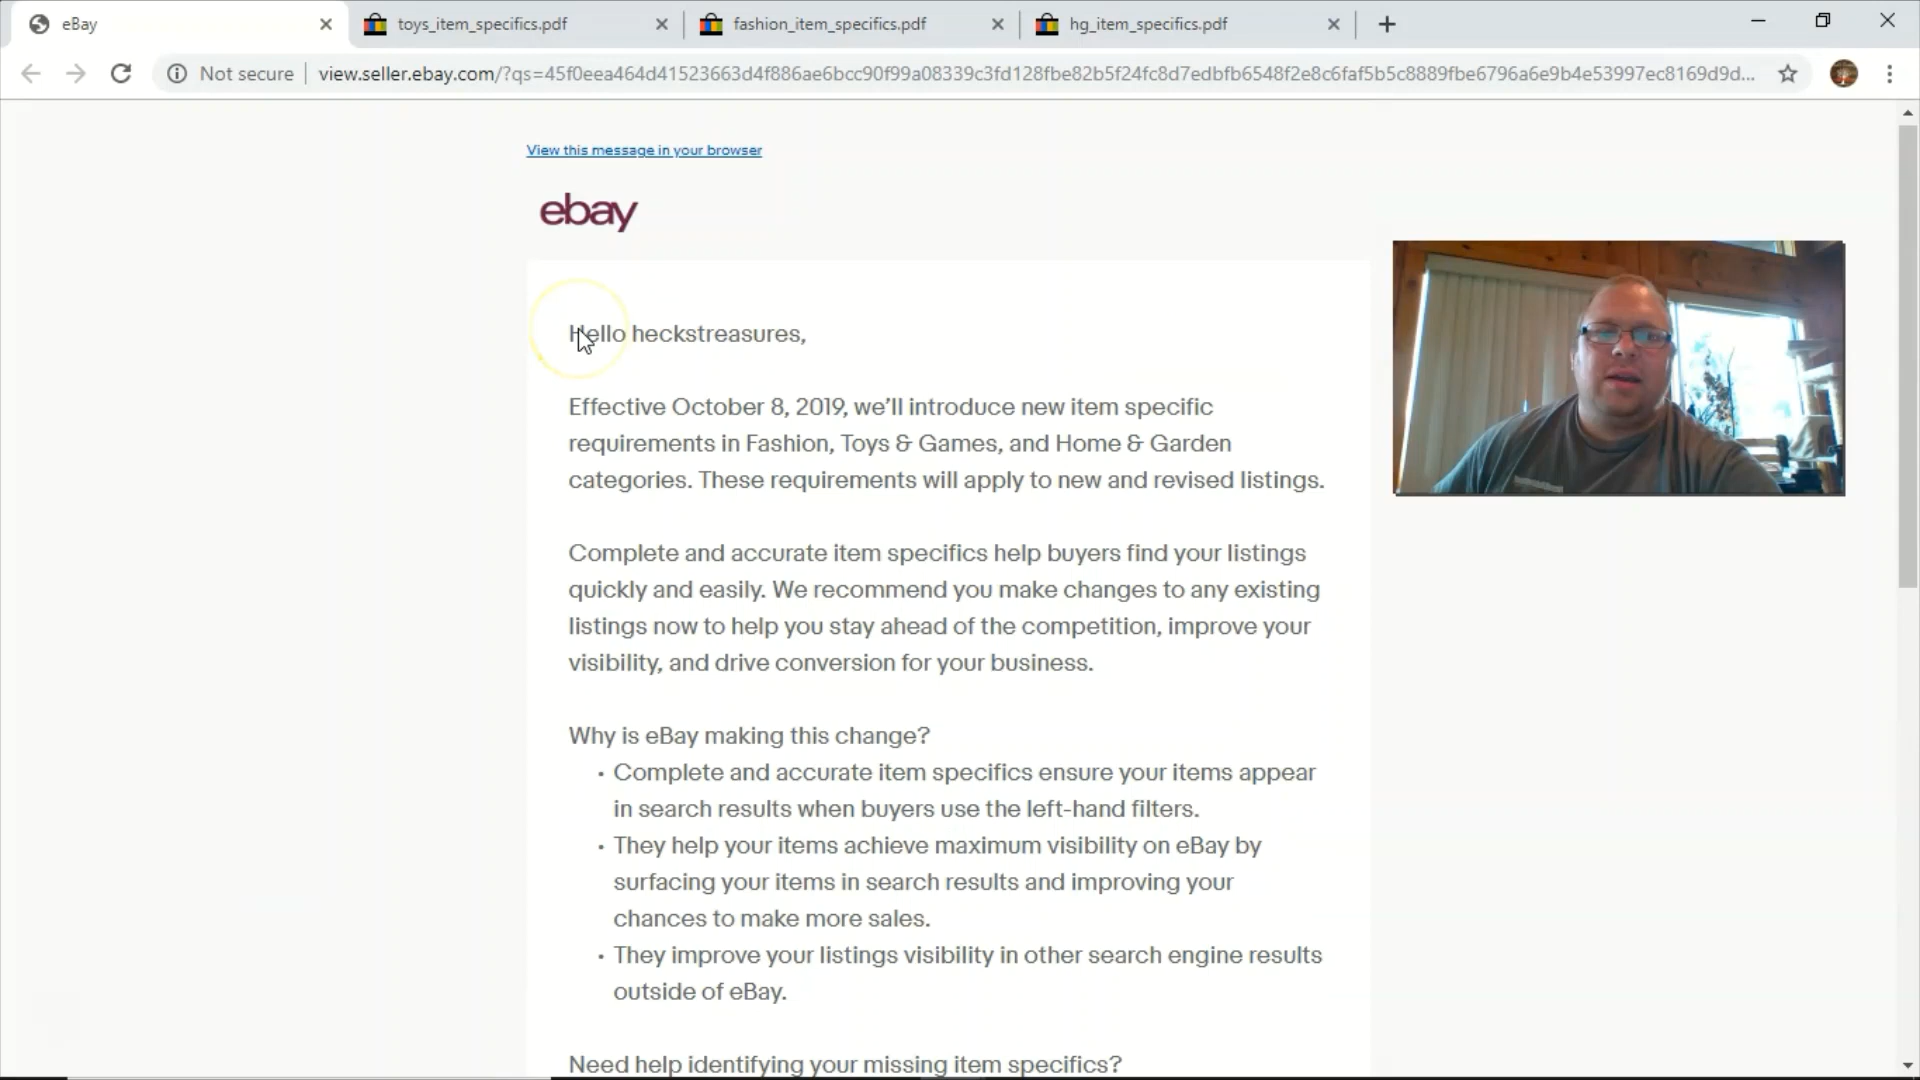 eBay
toys_item_specifics.pdf
fashion_item_specifics.pdf
hg_item_specifics.pdf
Not secure
view.seller.ebay.com/?qs=45f0eea464d41523663d4f886ae6bcc90f99a08339c3fd128fbe82b5f24fc8d7edbfb6548f2e8c6faf5b5c8889fbe6796a6e9b4e53997ec8169d9d...
View this message in your browser
ebay
Hello heckstreasures,
Effective October 8, 2019, we’ll introduce new item specific
requirements in Fashion, Toys & Games, and Home & Garden
categories. These requirements will apply to new and revised listings.
Complete and accurate item specifics help buyers find your listings
quickly and easily. We recommend you make changes to any existing
listings now to help you stay ahead of the competition, improve your
visibility, and drive conversion for your business.
Why is eBay making this change?
• Complete and accurate item specifics ensure your items appear
in search results when buyers use the left-hand filters.
• They help your items achieve maximum visibility on eBay by
surfacing your items in search results and improving your
chances to make more sales.
• They improve your listings visibility in other search engine results
outside of eBay.
Need help identifying your missing item specifics?